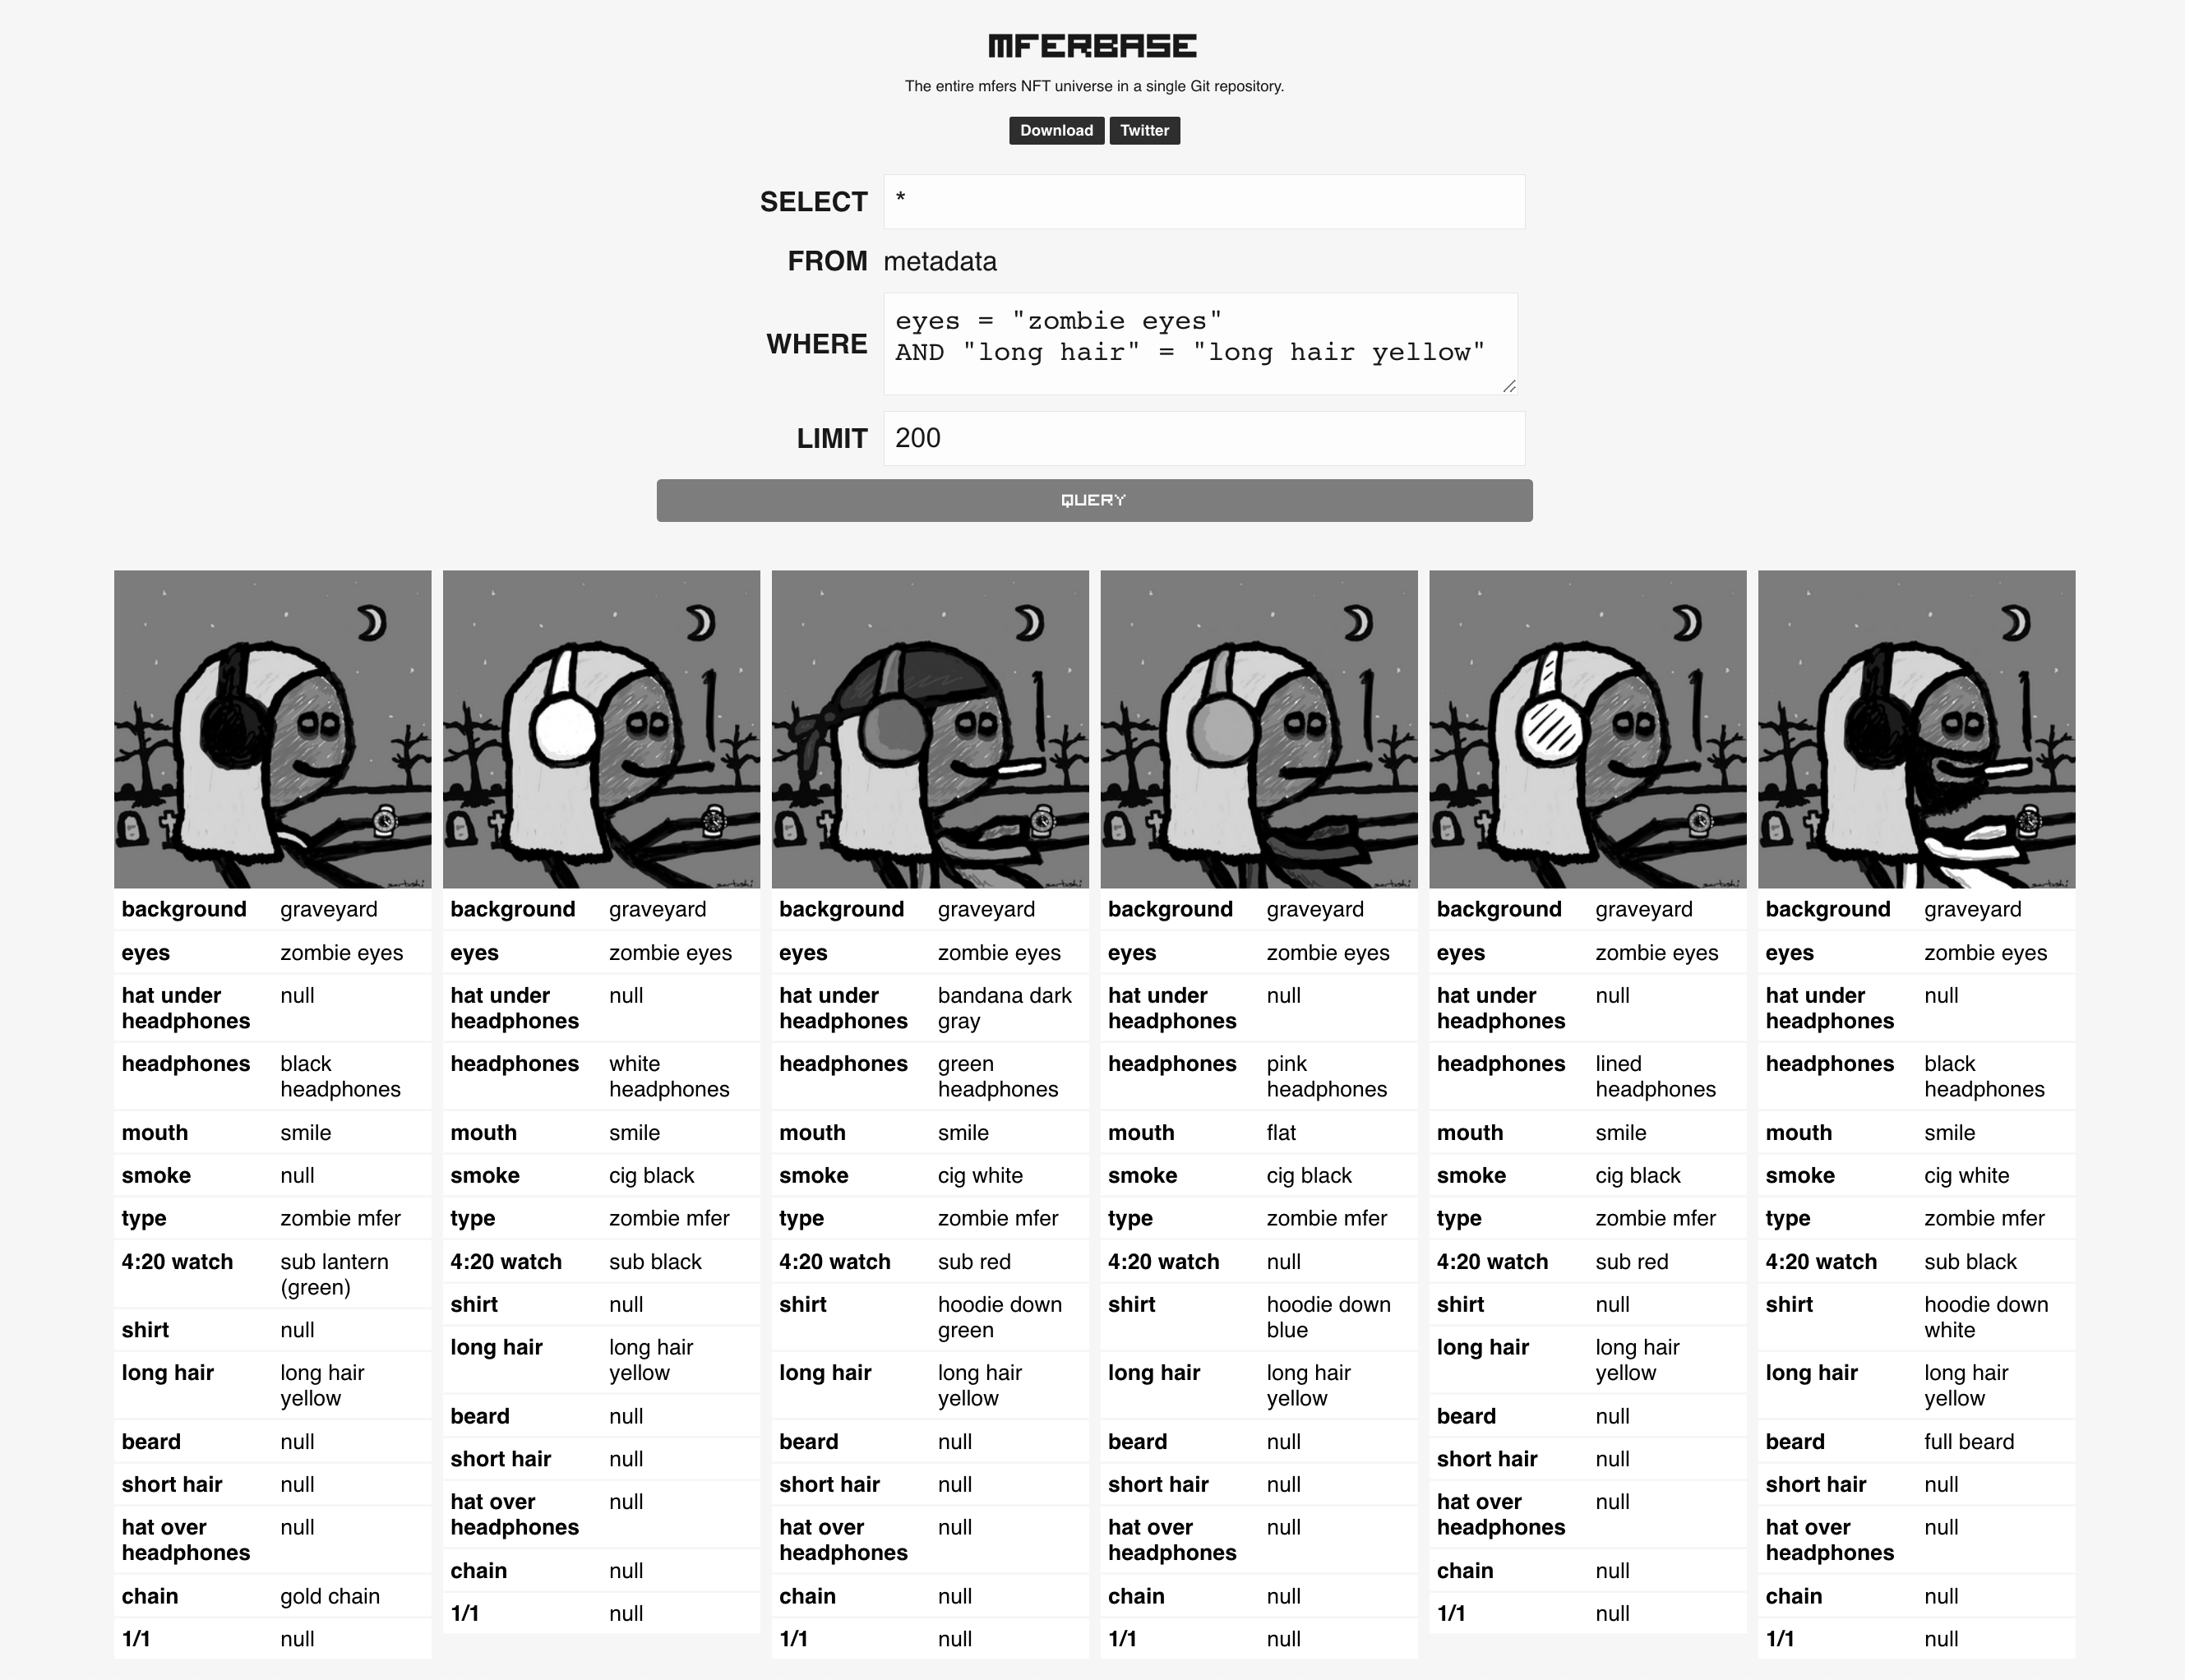 MFERBASE
The entire mfers NFT universe in a single Git repository.
Download Twitter
SELECT *
FROM metadata
WHERE eyes = "zombie eyes"
AND "long hair" = "long hair yellow"
LIMIT 200
QUERY
sartoshi
sartoshi
sartoshi
sartoshi
sartoshi
sartoshi
background graveyard
eyes zombie eyes
hat under null
headphones
headphones black
headphones
mouth smile
smoke null
type zombie mfer
4:20 watch sub lantern
(green)
shirt null
long hair long hair
yellow
beard null
short hair null
hat over null
headphones
chain gold chain
1/1 null
background graveyard
eyes zombie eyes
hat under null
headphones
headphones white
headphones
mouth smile
smoke cig black
type zombie mfer
4:20 watch sub black
shirt null
long hair long hair
yellow
beard null
short hair null
hat over null
headphones
chain null
1/1 null
background graveyard
eyes zombie eyes
hat under bandana dark
headphones gray
headphones green
headphones
mouth smile
smoke cig white
type zombie mfer
4:20 watch sub red
shirt hoodie down
green
long hair long hair
yellow
beard null
short hair null
hat over null
headphones
chain null
1/1 null
background graveyard
eyes zombie eyes
hat under null
headphones
headphones pink
headphones
mouth flat
smoke cig black
type zombie mfer
4:20 watch null
shirt hoodie down
blue
long hair long hair
yellow
beard null
short hair null
hat over null
headphones
chain null
1/1 null
background graveyard
eyes zombie eyes
hat under null
headphones
headphones lined
headphones
mouth smile
smoke cig black
type zombie mfer
4:20 watch sub red
shirt null
long hair long hair
yellow
beard null
short hair null
hat over null
headphones
chain null
1/1 null
background graveyard
eyes zombie eyes
hat under null
headphones
headphones black
headphones
mouth smile
smoke cig white
type zombie mfer
4:20 watch sub black
shirt hoodie down
white
long hair long hair
yellow
beard full beard
short hair null
hat over null
headphones
chain null
1/1 null